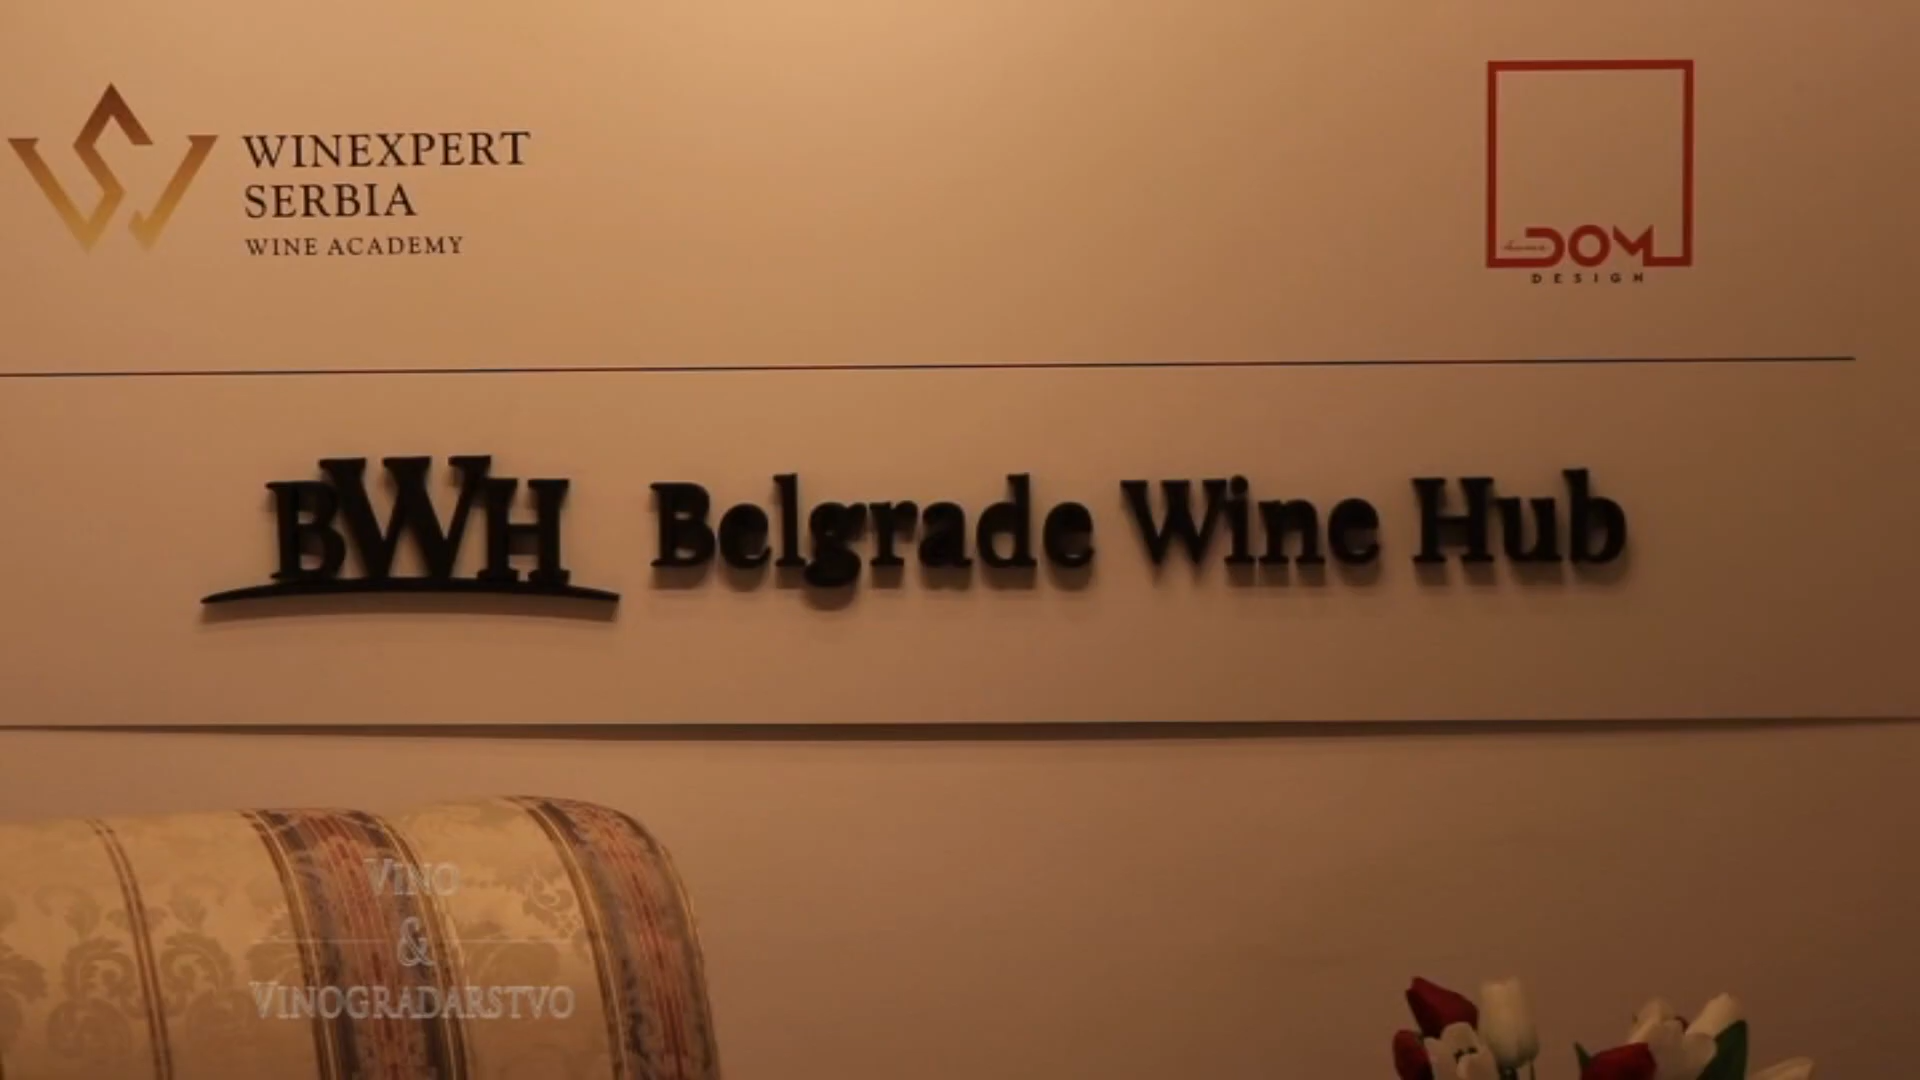 WINEXPERT
SERBIA
WINE ACADEMY
DOM
DESIGN
BWH Belgrade Wine Hub
VINO
&
VINOGRADARSTVO